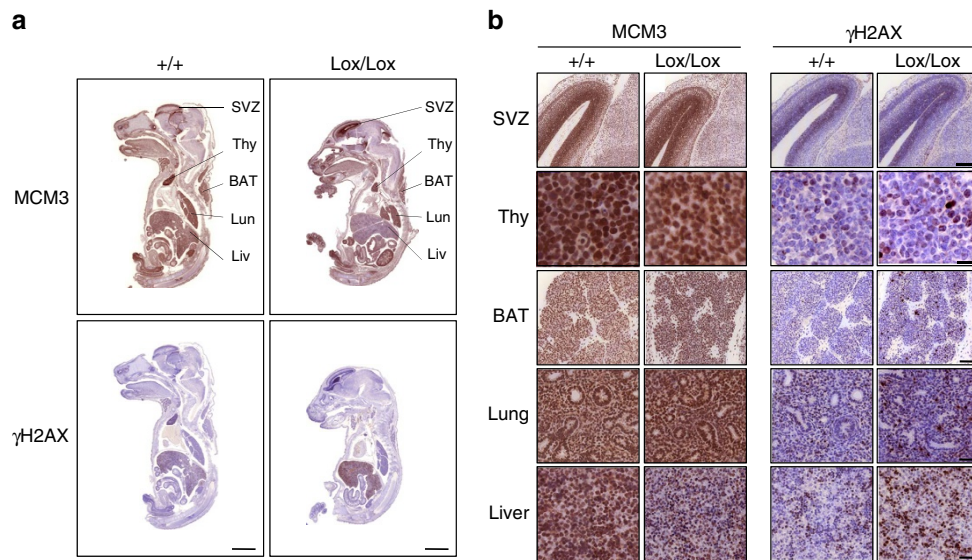 a
+/+
Lox/Lox
MCM3
SVZ
Thy
BAT
Lun
Liv
SVZ
Thy
BAT
Lun
Liv
γH2AX
b
MCM3
γH2AX
+/+
Lox/Lox
+/+
Lox/Lox
SVZ
Thy
BAT
Lung
Liver